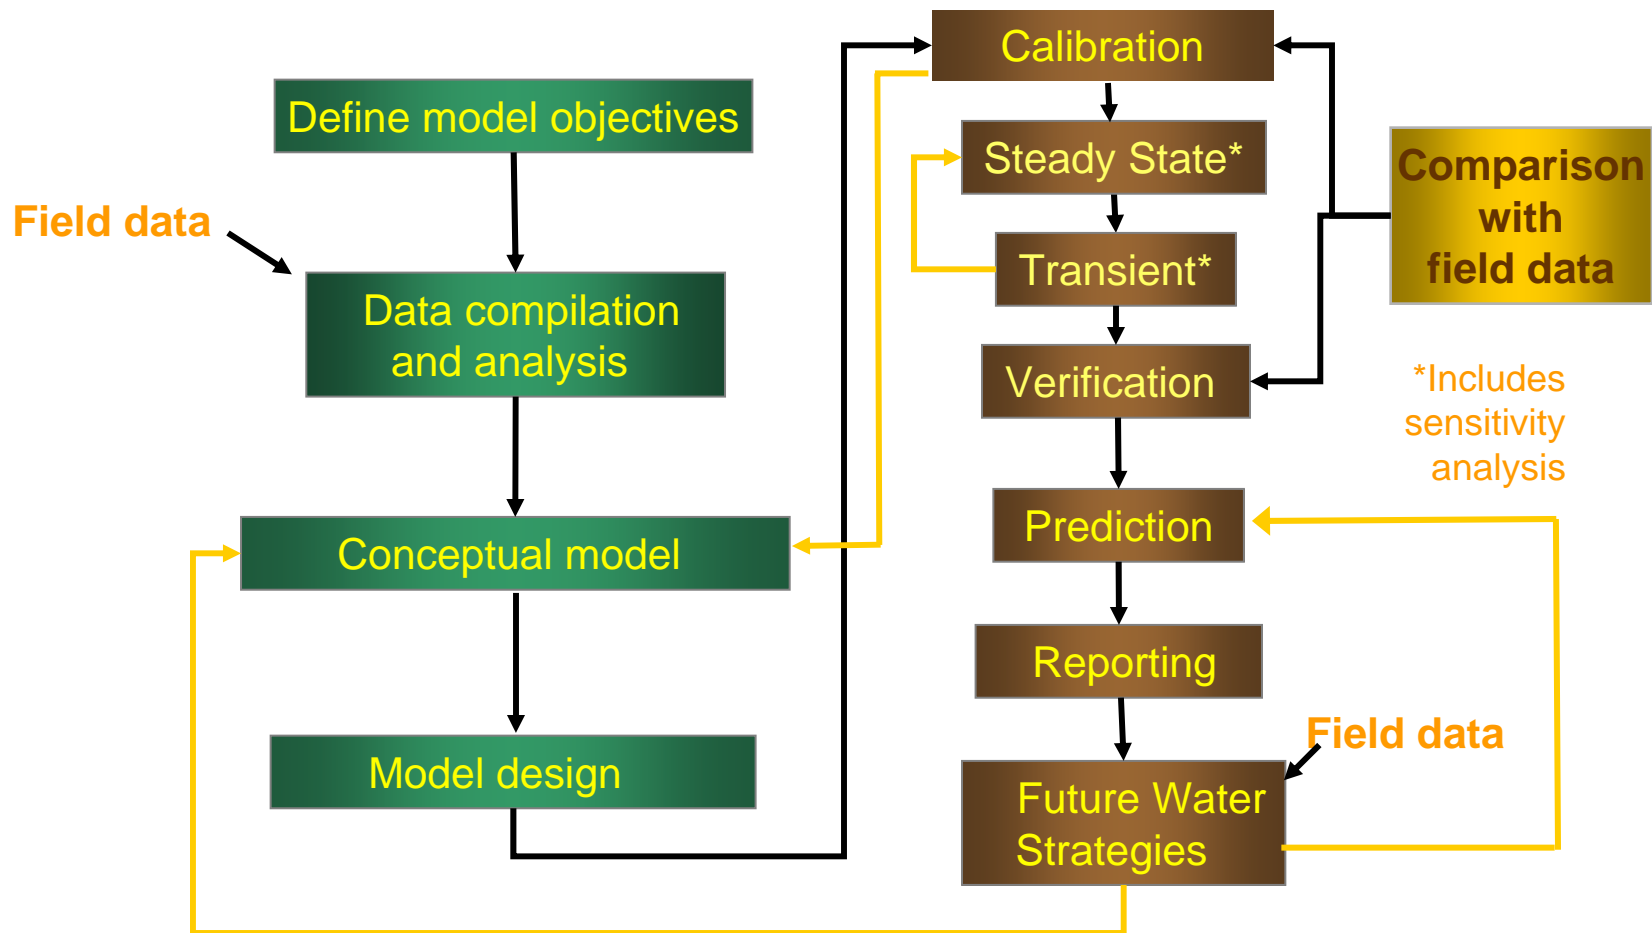 Define model objectives
Field data
Data compilation
and analysis
Conceptual model
Model design
Calibration
Steady State*
Transient*
Verification
Prediction
Reporting
Future Water
Strategies
Comparison
with
field data
*Includes
sensitivity
analysis
Field data